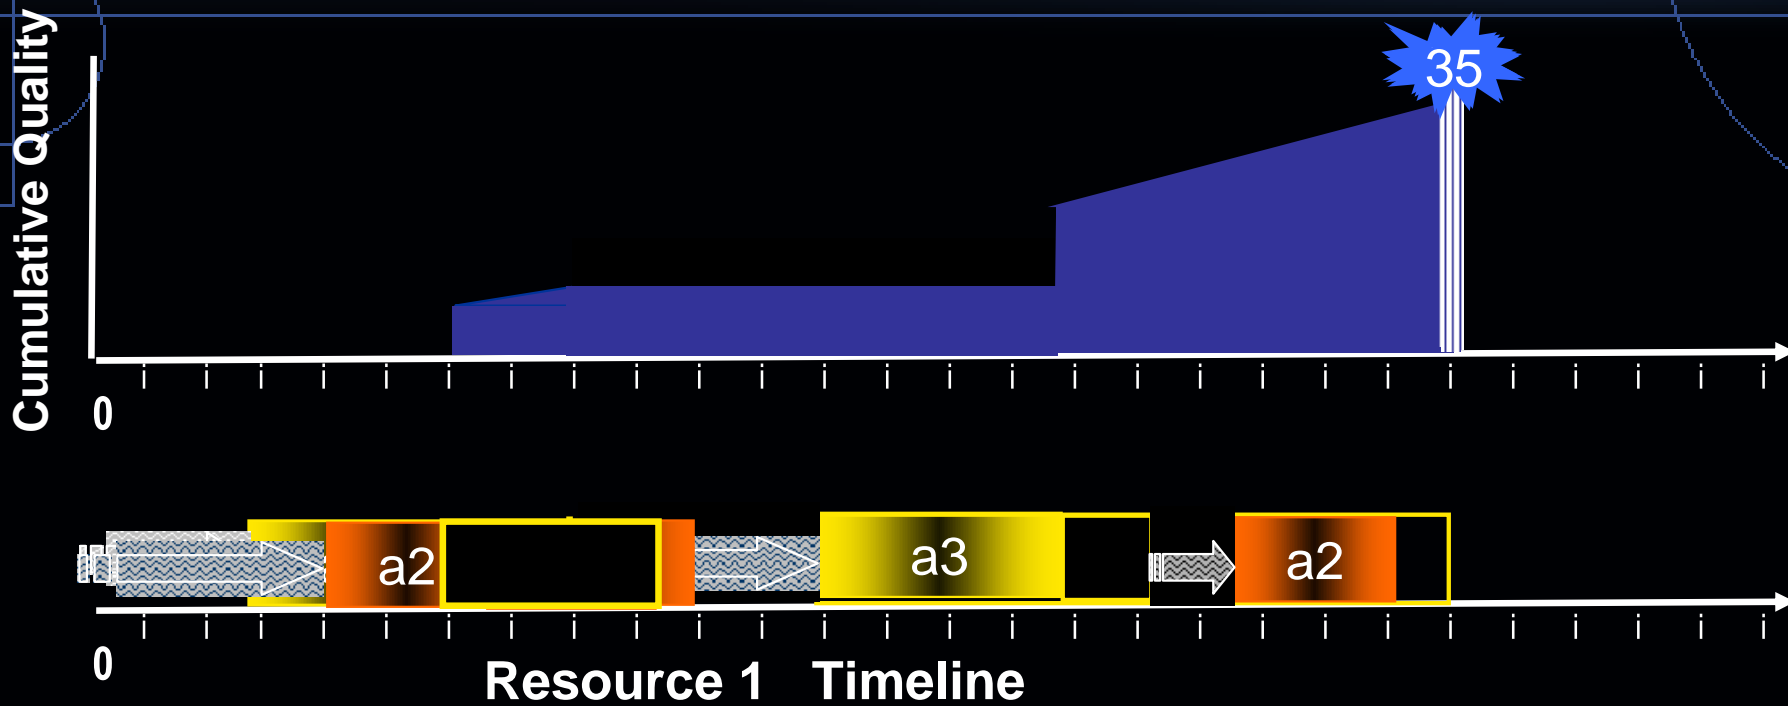 Cumulative Quality
35
0
a2
a3
a2
0
Resource 1 Timeline